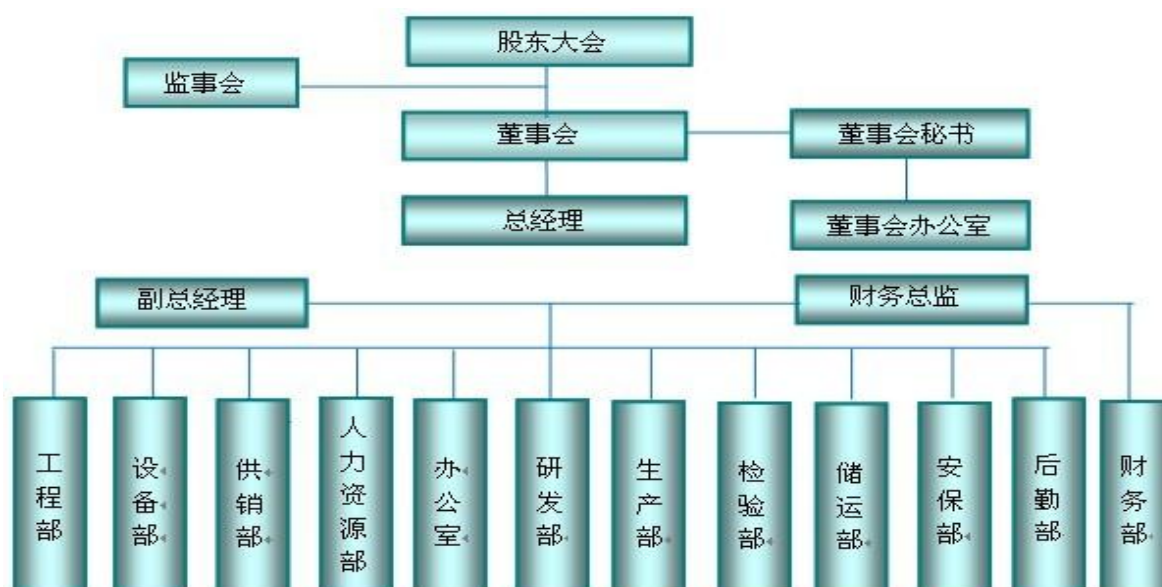 股东大会
监事会
董事会
董事会秘书
总经理
董事会办公室
副总经理
财务总监
工程部
设备部
供销部
人力资源部
办公室
研发部
生产部
检验部
储运部
安保部
后勤部
财务部